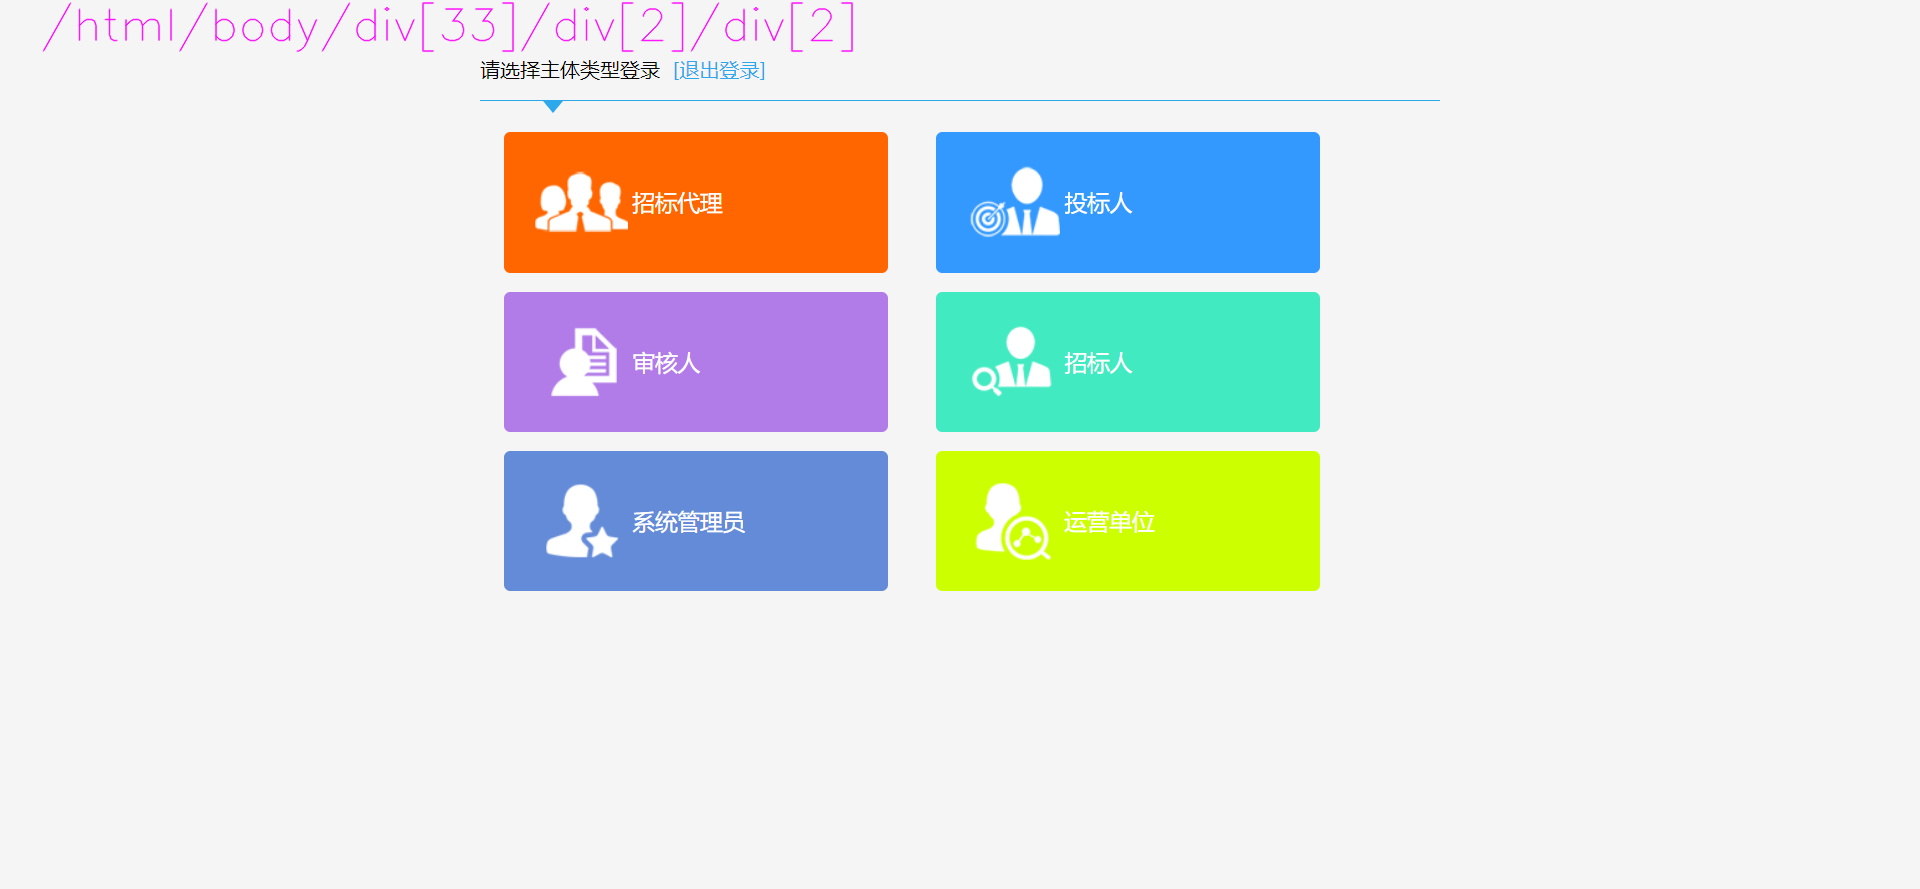 /html/body/div[33]/div[2]/div[2]
请选择主体类型登录 [退出登录]
招标代理
投标人
审核人
招标人
系统管理员
运营单位